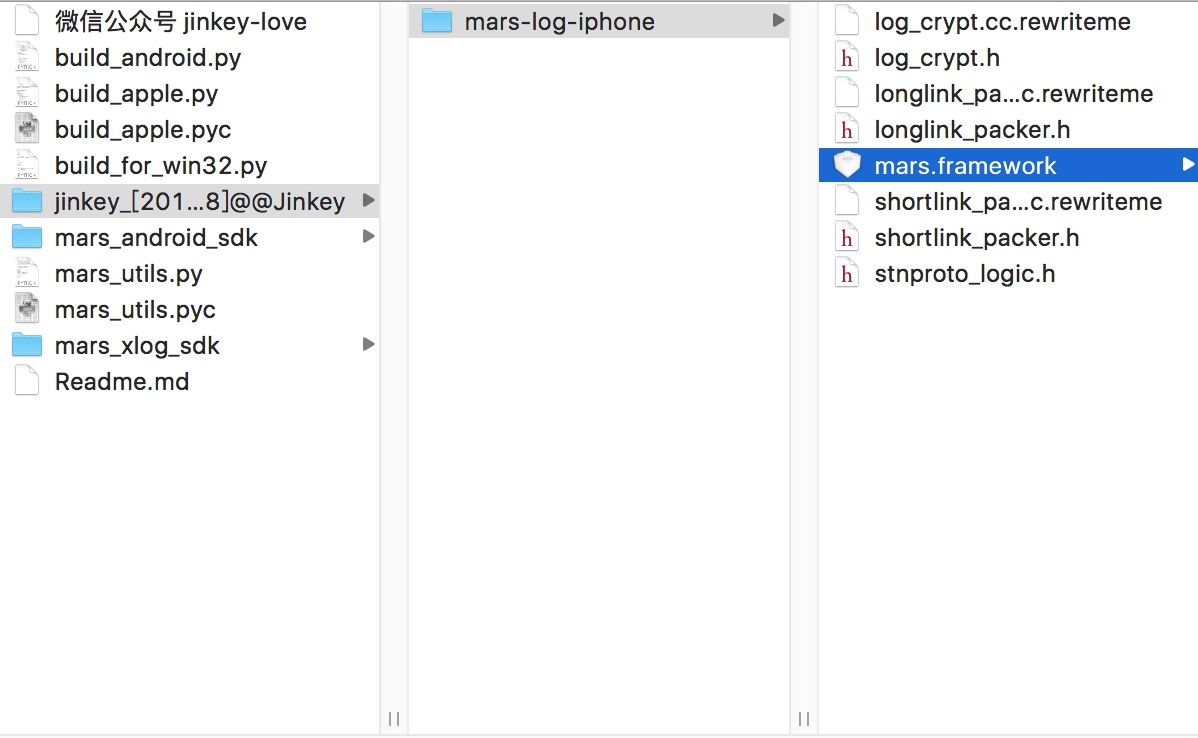 微信公众号 jinkey-love
build_android.py
build_apple.py
build_apple.pyc
build_for_win32.py
jinkey_[201...8]@@Jinkey
mars_android_sdk
mars_utils.py
mars_utils.pyc
mars_xlog_sdk
Readme.md
mars-log-iphone
log_crypt.cc.rewriteme
log_crypt.h
longlink_pa...c.rewriteme
longlink_packer.h
mars.framework
shortlink_pa...c.rewriteme
shortlink_packer.h
stnproto_logic.h